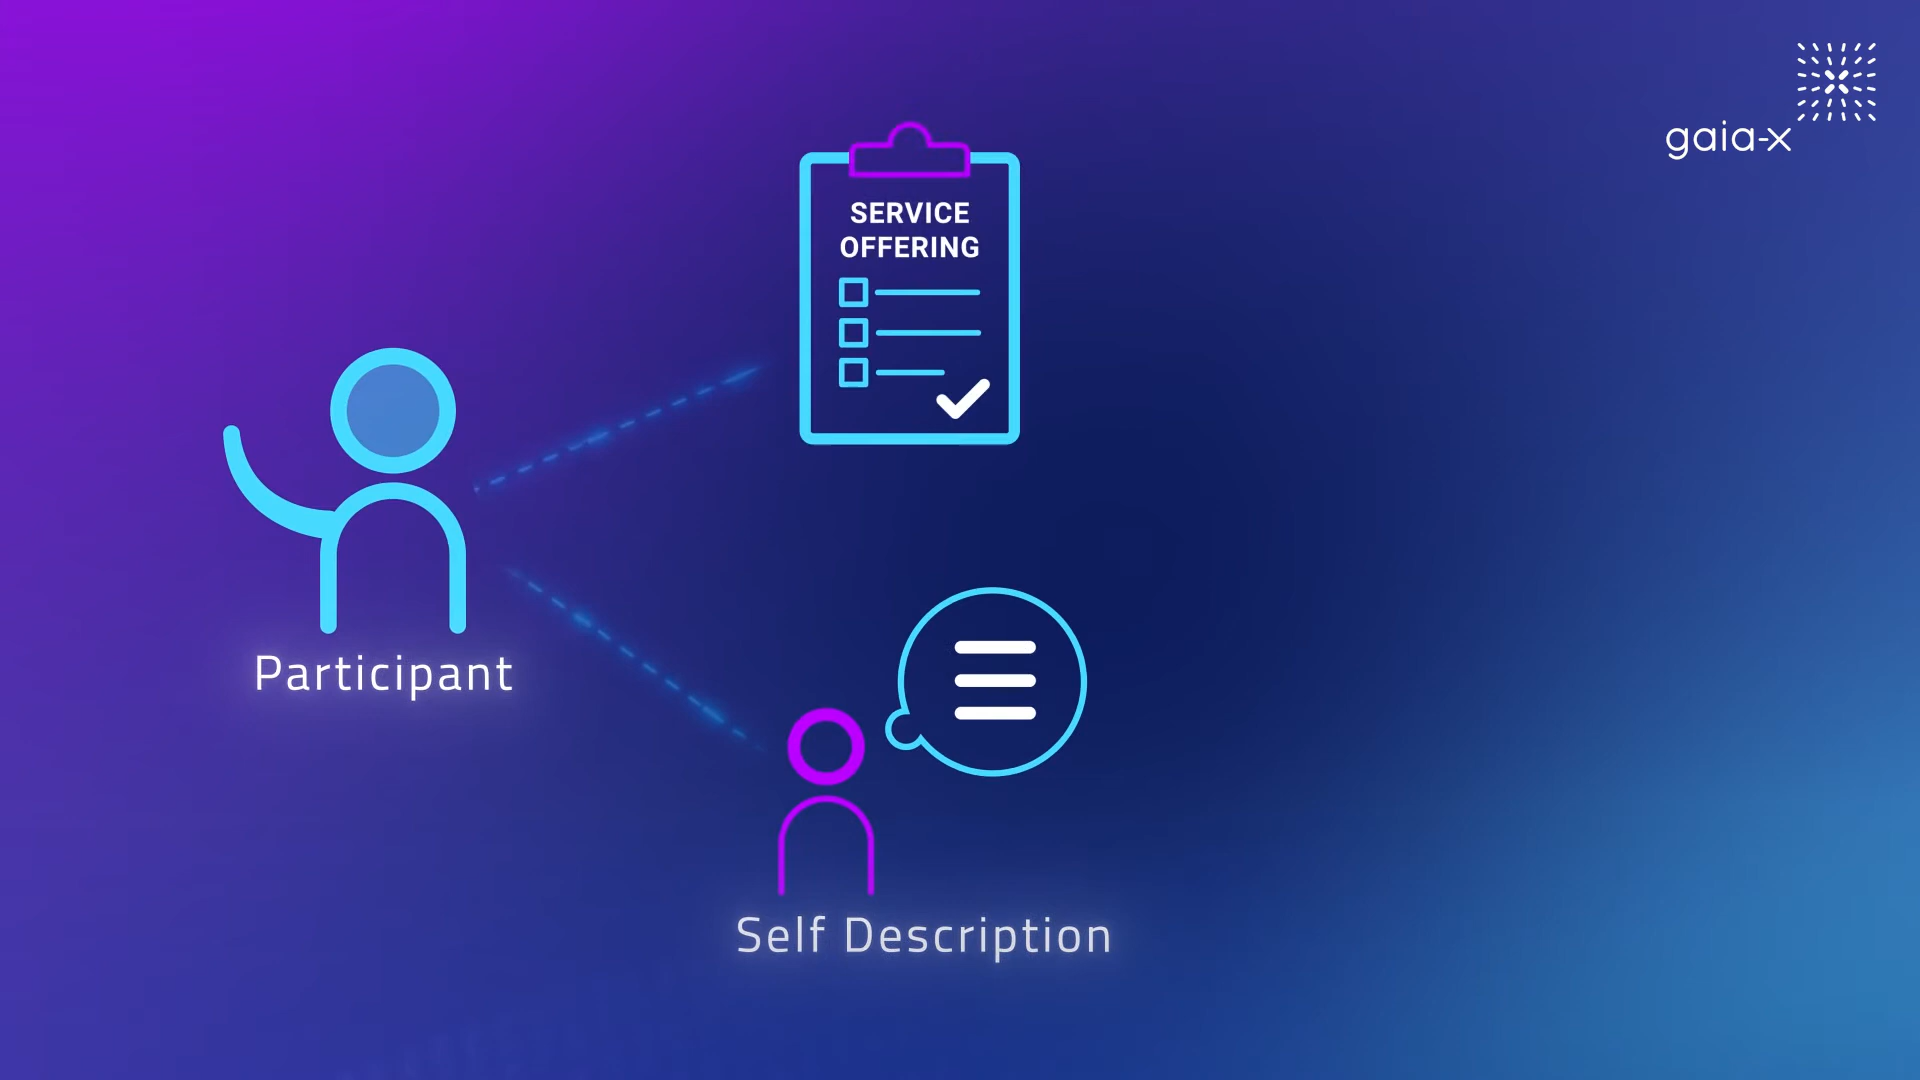 gaia-x
SERVICE
OFFERING
Participant
Self Description